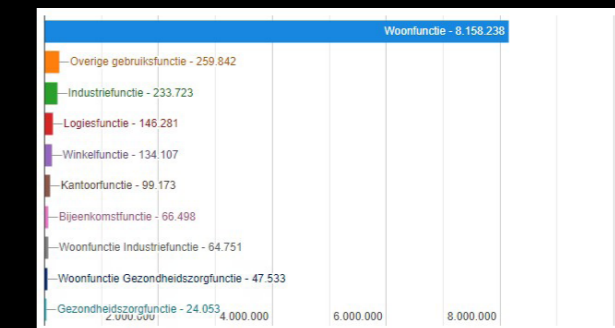 Woonfunctie - 8.158.238
Overige gebruiksfunctie - 259.842
Industriefunctie - 233.723
Logiesfunctie - 146.281
Winkelfunctie - 134.107
Kantoorfunctie - 99.173
Bijeenkomstfunctie - 66.498
Woonfunctie Industriefunctie - 64.751
Woonfunctie Gezondheidszorgfunctie - 47.533
Gezondheidszorgfunctie - 24.053
2.000.000 4.000.000 6.000.000 8.000.000